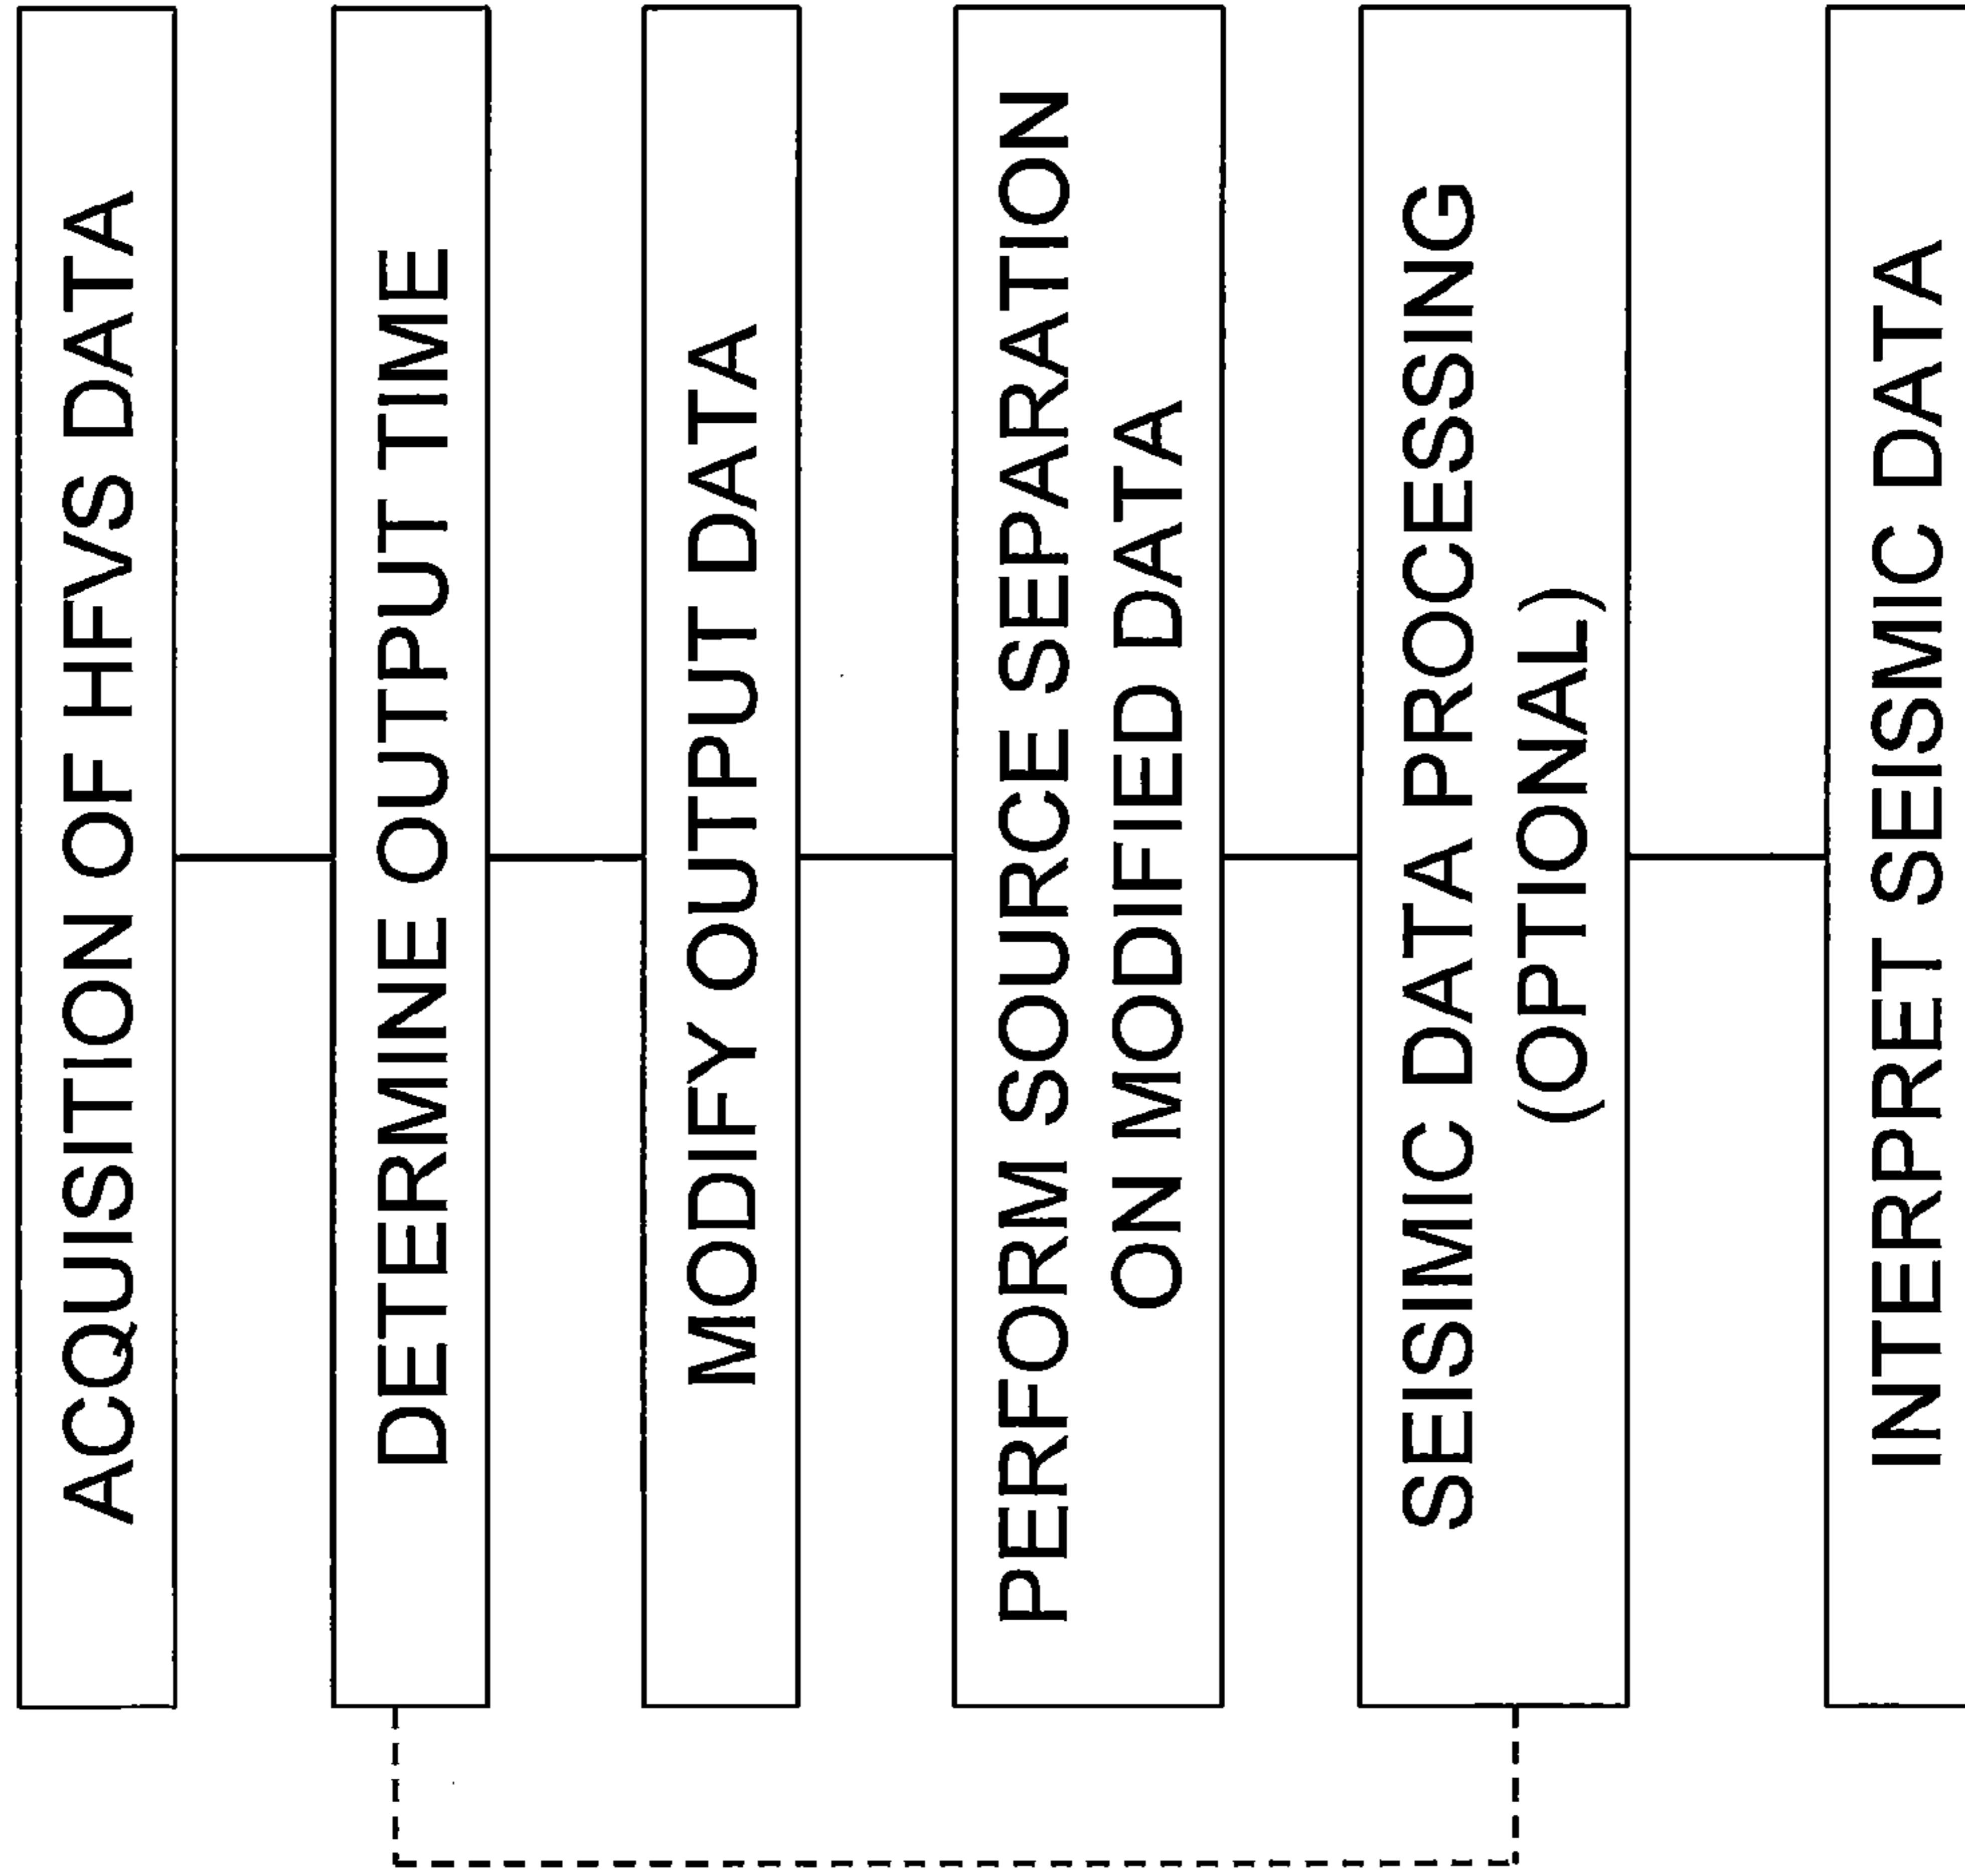 ACQUISITION OF HFVS DATA
DETERMINE OUTPUT TIME
MODIFY OUTPUT DATA
PERFORM SOURCE SEPARATION
ON MODIFIED DATA
SEISMIC DATA PROCESSING
(OPTIONAL)
INTERPRET SEISMIC DATA